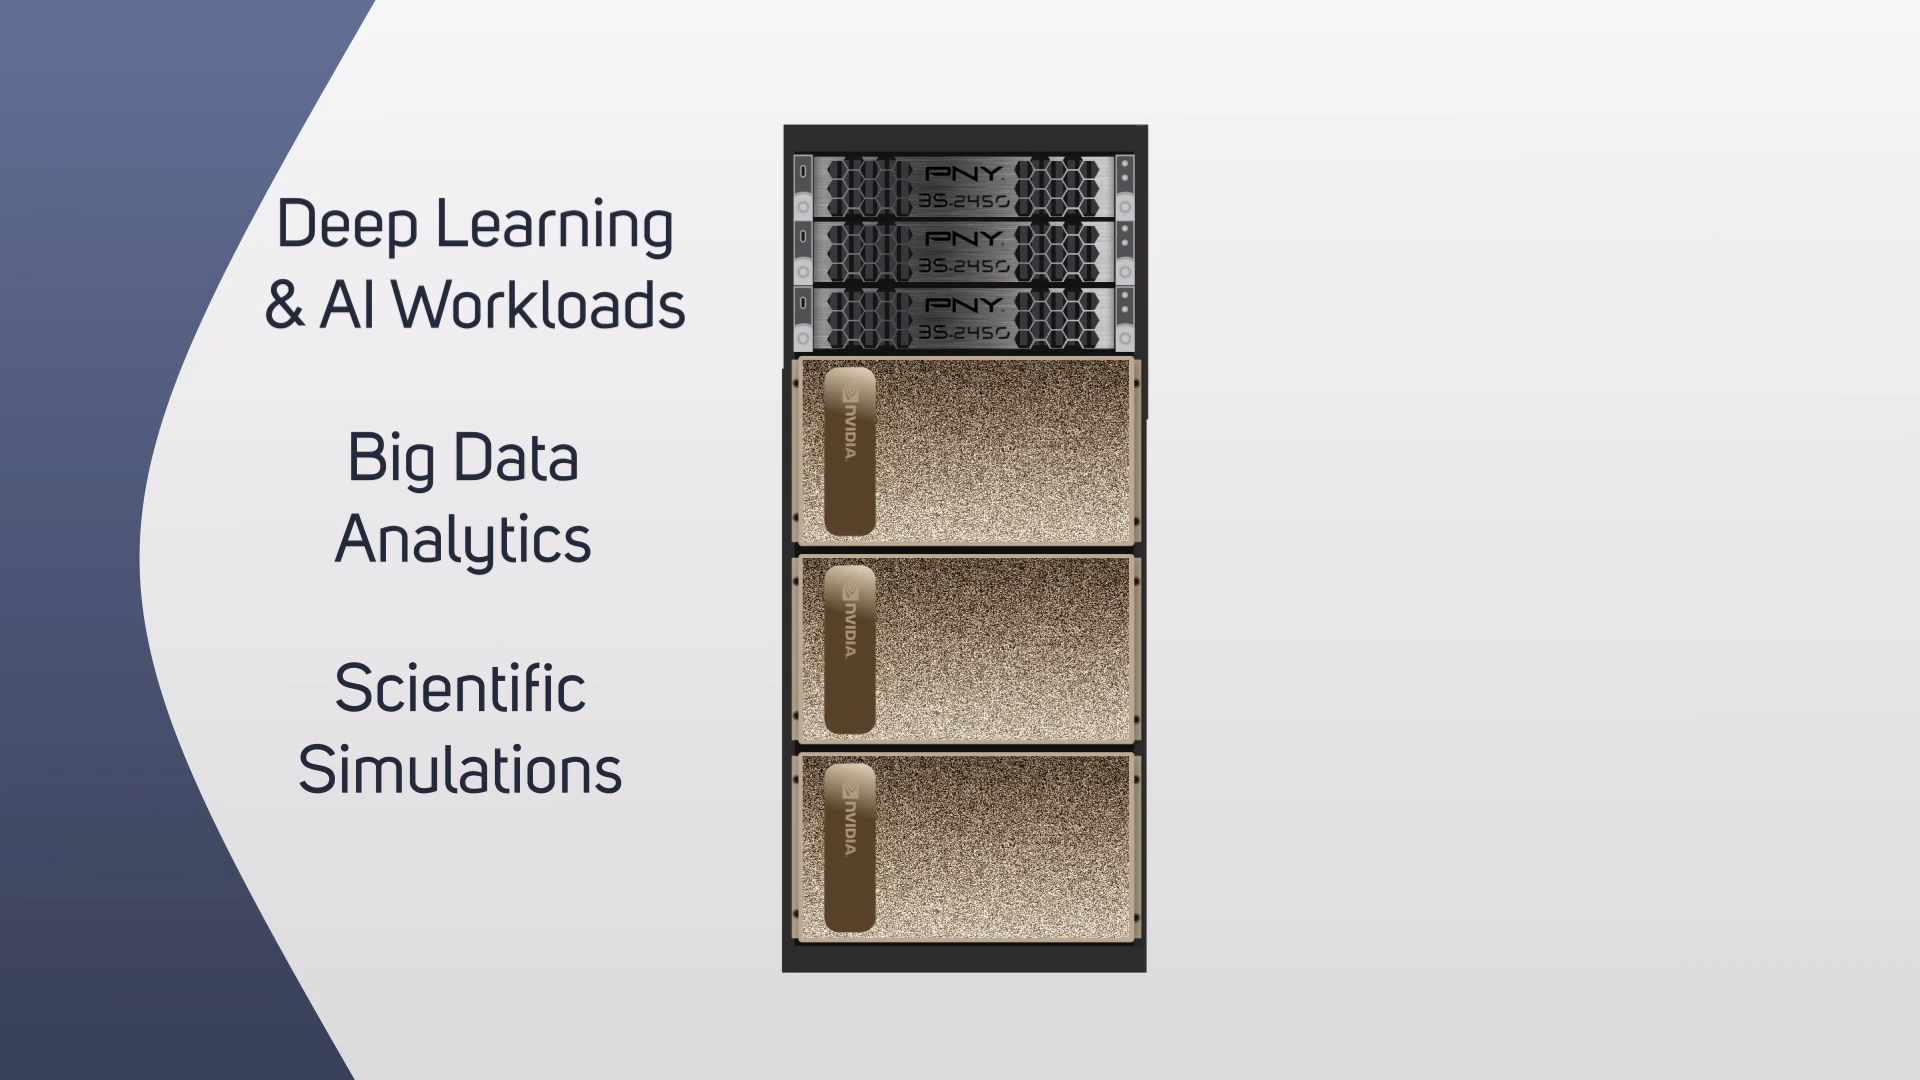 Deep Learning
& AI Workloads
Big Data
Analytics
Scientific
Simulations
PNY
3S-2450
PNY
3S-2450
PNY
3S-2450
NVIDIA
NVIDIA
NVIDIA